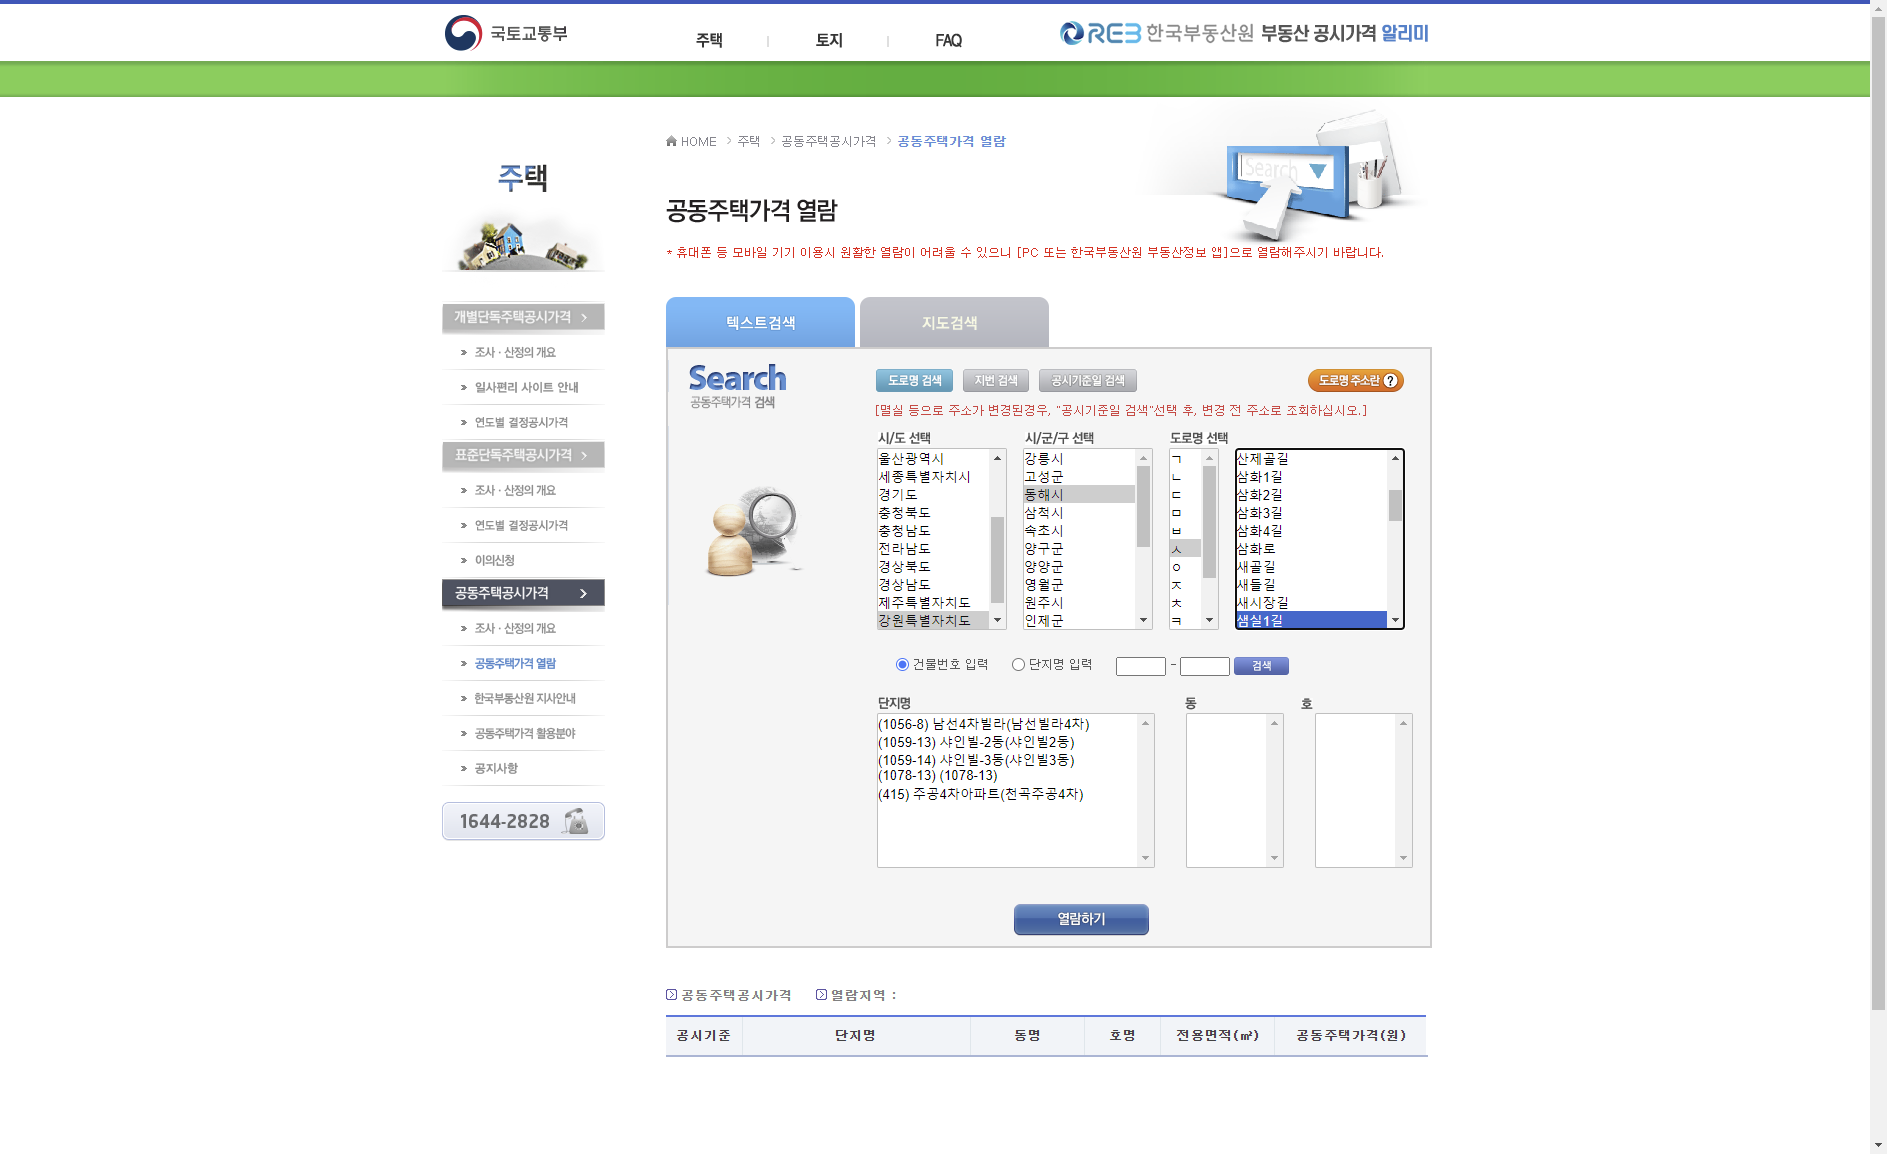 국토교통부
주택
토지
FAQ
REB 한국부동산원 부동산 공시가격 알리미
HOME > 주택 > 공동주택공시가격 > 공동주택가격 열람
주택
Search
공동주택가격 열람
* 휴대폰 등 모바일 기기 이용시 원활한 열람이 어려울 수 있으니 [PC 또는 한국부동산원 부동산정보 앱]으로 열람해주시기 바랍니다.
개별단독주택공시가격
조사 · 산정의 개요
일사편리 사이트 안내
연도별 결정공시가격
표준단독주택공시가격
조사 · 산정의 개요
연도별 결정공시가격
이의신청
공동주택공시가격
조사 · 산정의 개요
공동주택가격 열람
한국부동산원 지사안내
공동주택가격 활용분야
공지사항
1644-2828
텍스트검색
지도검색
Search
공동주택가격 검색
도로명 검색
지번 검색
공시기준일 검색
도로명 주소란 ?
[멸실 등으로 주소가 변경된경우, "공시기준일 검색"선택 후, 변경 전 주소로 조회하십시오.]
시/도 선택
울산광역시
세종특별자치시
경기도
충청북도
충청남도
전라남도
경상북도
경상남도
제주특별자치도
강원특별자치도
시/군/구 선택
강릉시
고성군
동해시
삼척시
속초시
양구군
양양군
영월군
원주시
인제군
도로명 선택
ㄱ
ㄴ
ㄷ
ㅁ
ㅂ
ㅅ
ㅇ
ㅈ
ㅊ
ㅋ
산제골길
삼화1길
삼화2길
삼화3길
삼화4길
삼화로
새골길
새들길
새시장길
샘실1길
건물번호 입력
단지명 입력
-
검색
단지명
(1056-8) 남선4차빌라(남선빌라4차)
(1059-13) 샤인빌-2동(샤인빌2동)
(1059-14) 샤인빌-3동(샤인빌3동)
(1078-13) (1078-13)
(415) 주공4차아파트(천곡주공4차)
동
호
열람하기
공동주택공시가격
열람지역 :
공시기준
단지명
동명
호명
전용면적(㎡)
공동주택가격(원)